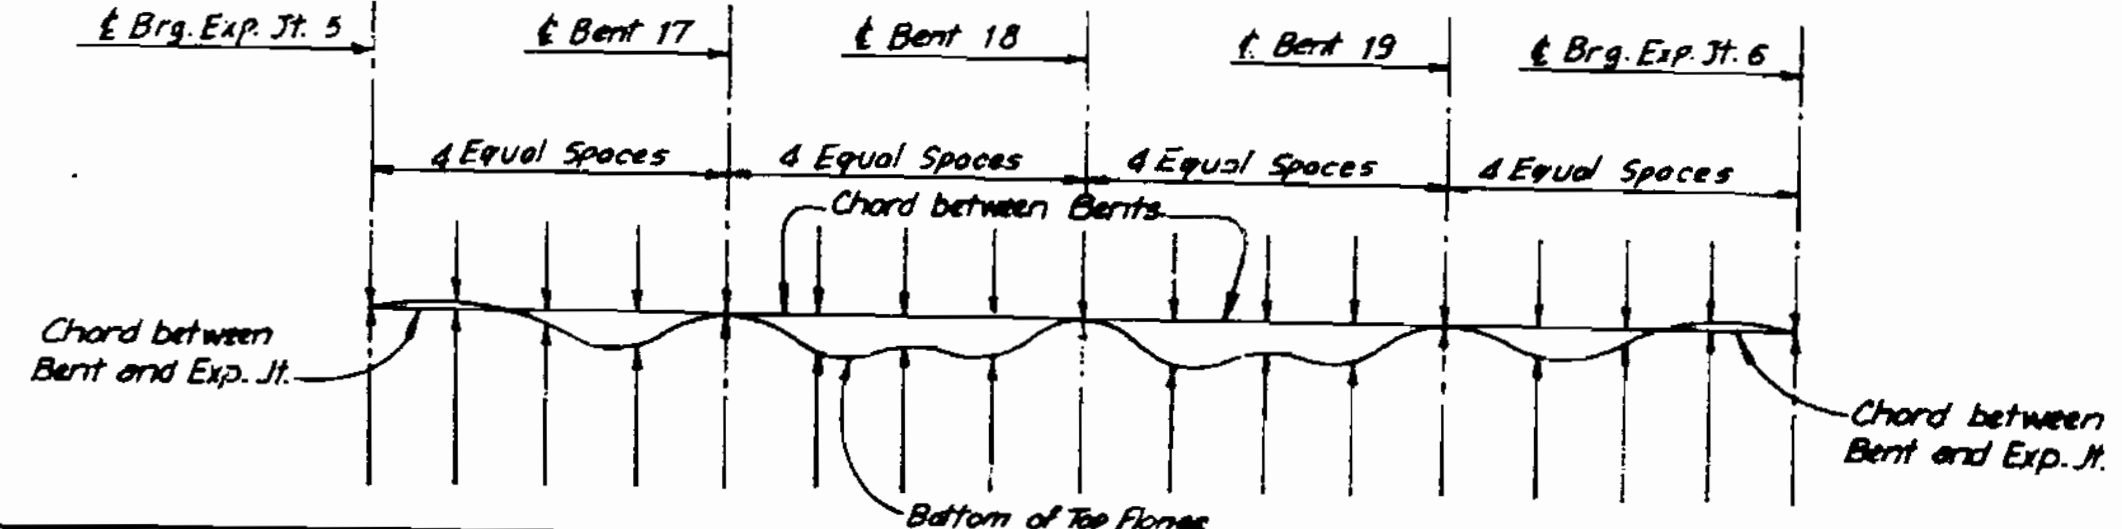 ℄ Brg. Exp. Jt. 5
℄ Bent 17
℄ Bent 18
℄ Bent 19
℄ Brg. Exp. Jt. 6
4 Equal Spaces
4 Equal Spaces
4 Equal Spaces
4 Equal Spaces
Chord between Bents
Chord between
Bent and Exp. Jt.
Chord between
Bent and Exp. Jt.
Bottom of Top Flange